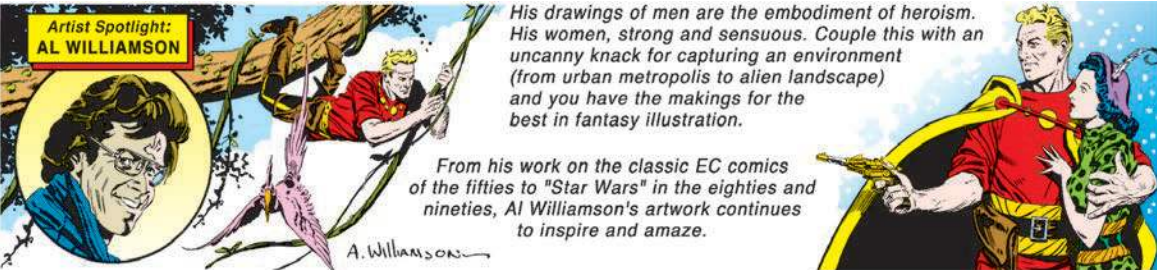 Artist Spotlight:
AL WILLIAMSON
His drawings of men are the embodiment of heroism.
His women, strong and sensuous. Couple this with an
uncanny knack for capturing an environment
(from urban metropolis to alien landscape)
and you have the makings for the
best in fantasy illustration.
From his work on the classic EC comics
of the fifties to "Star Wars" in the eighties and
nineties, Al Williamson's artwork continues
to inspire and amaze.
A. WILLIAMSON